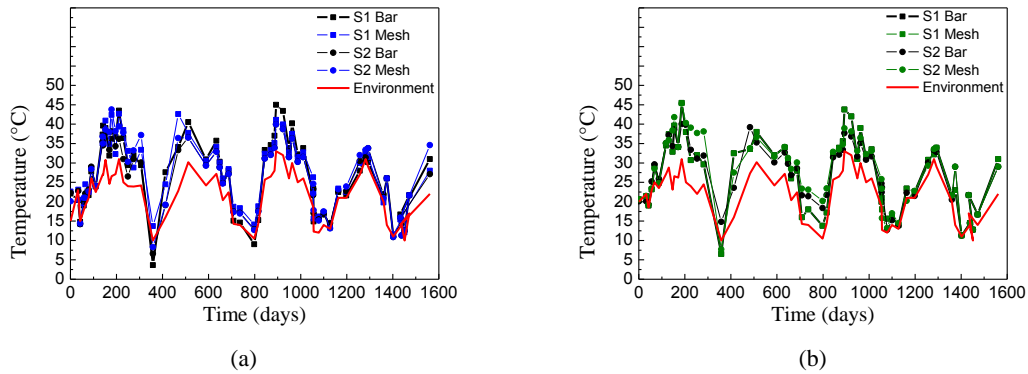 S1 Bar
S1 Mesh
S2 Bar
S2 Mesh
Environment
50
45
40
35
30
25
20
15
10
5
0
0 200 400 600 800 1000 1200 1400 1600
Temperature (°C)
Time (days)
(a)
S1 Bar
S1 Mesh
S2 Bar
S2 Mesh
Environment
50
45
40
35
30
25
20
15
10
5
0
0 200 400 600 800 1000 1200 1400 1600
Temperature (°C)
Time (days)
(b)